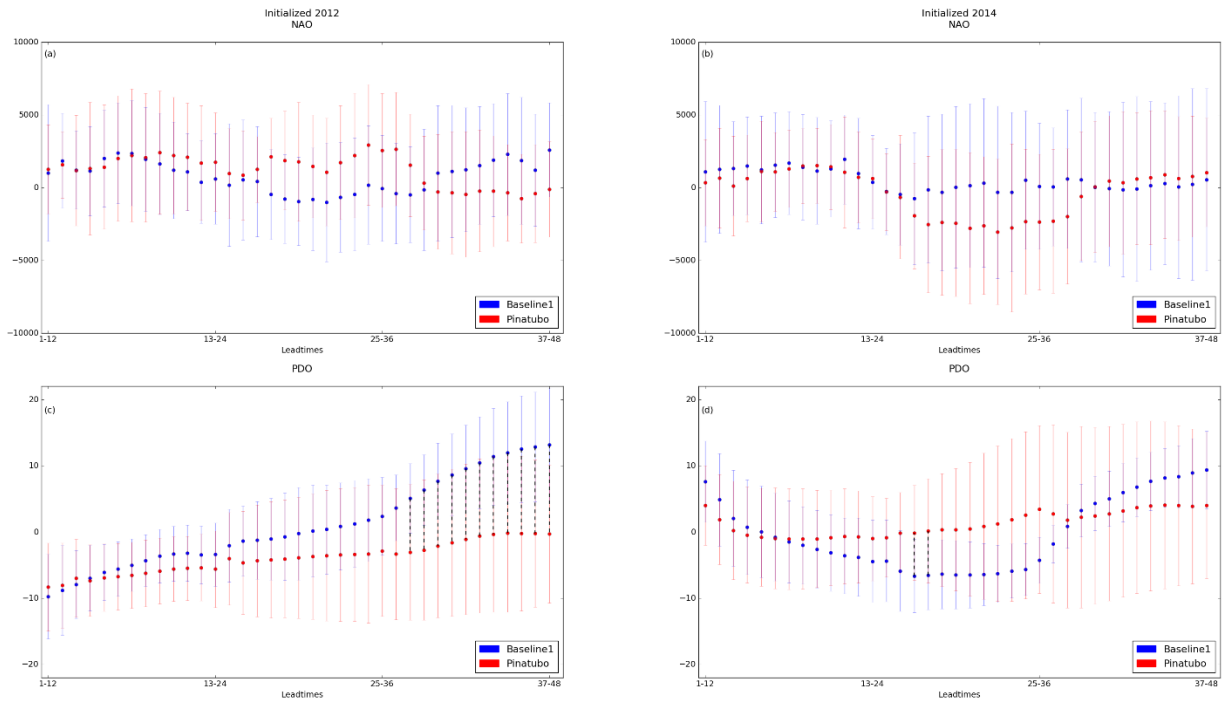 Initialized 2012
NAO
10000
(a)
5000
0
−5000
−10000
Baseline1
Pinatubo
1-12
13-24
25-36
37-48
Leadtimes
Initialized 2014
NAO
10000
(b)
5000
0
−5000
−10000
Baseline1
Pinatubo
1-12
13-24
25-36
37-48
Leadtimes
PDO
20
(c)
10
0
−10
−20
Baseline1
Pinatubo
1-12
13-24
25-36
37-48
Leadtimes
PDO
20
(d)
10
0
−10
−20
Baseline1
Pinatubo
1-12
13-24
25-36
37-48
Leadtimes